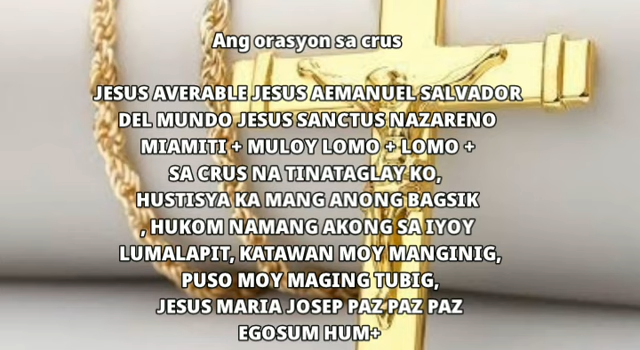 Ang orasyon sa crus
JESUS AVERABLE JESUS AEMANUEL SALVADOR
DEL MUNDO JESUS SANCTUS NAZARENO
MIAMITI + MULOY LOMO + LOMO +
SA CRUS NA TINATAGLAY KO,
HUSTISYA KA MANG ANONG BAGSIK
, HUKOM NAMANG AKONG SA IYOY
LUMALAPIT, KATAWAN MOY MANGINIG,
PUSO MOY MAGING TUBIG,
JESUS MARIA JOSEP PAZ PAZ PAZ
EGOSUM HUM+